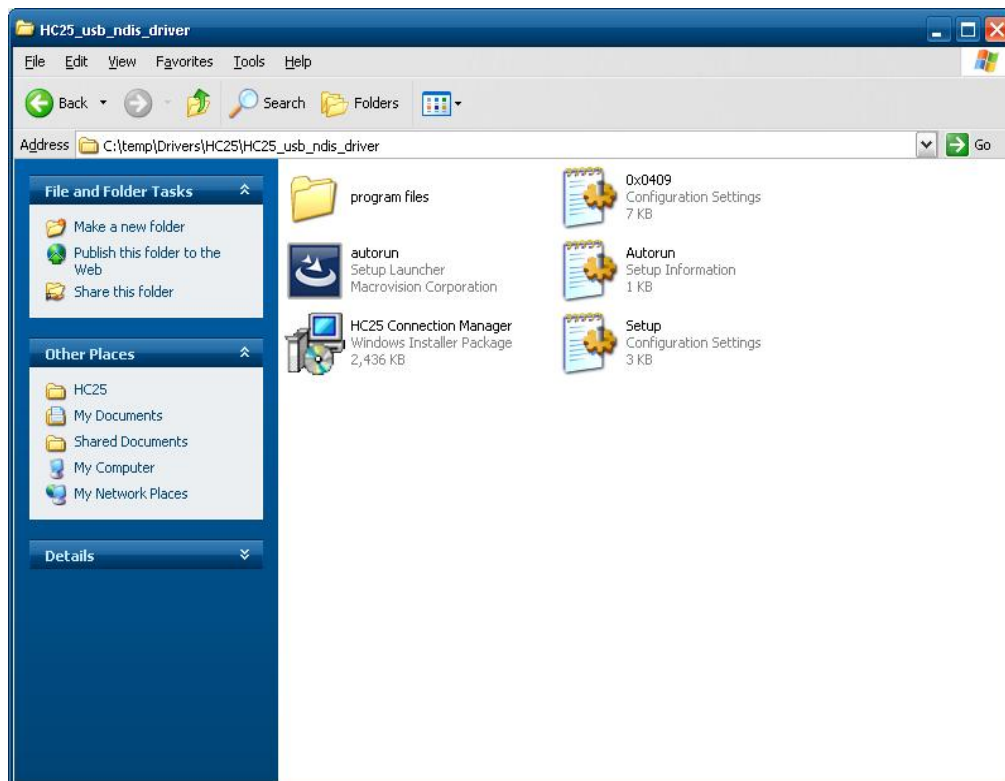 HC25_usb_ndis_driver
File Edit View Favorites Tools Help
Back Search Folders
Address C:\temp\Drivers\HC25\HC25_usb_ndis_driver Go
File and Folder Tasks
Make a new folder
Publish this folder to the
Web
Share this folder
Other Places
HC25
My Documents
Shared Documents
My Computer
My Network Places
Details
program files
0x0409
Configuration Settings
7 KB
autorun
Setup Launcher
Macrovision Corporation
Autorun
Setup Information
1 KB
HC25 Connection Manager
Windows Installer Package
2,436 KB
Setup
Configuration Settings
3 KB